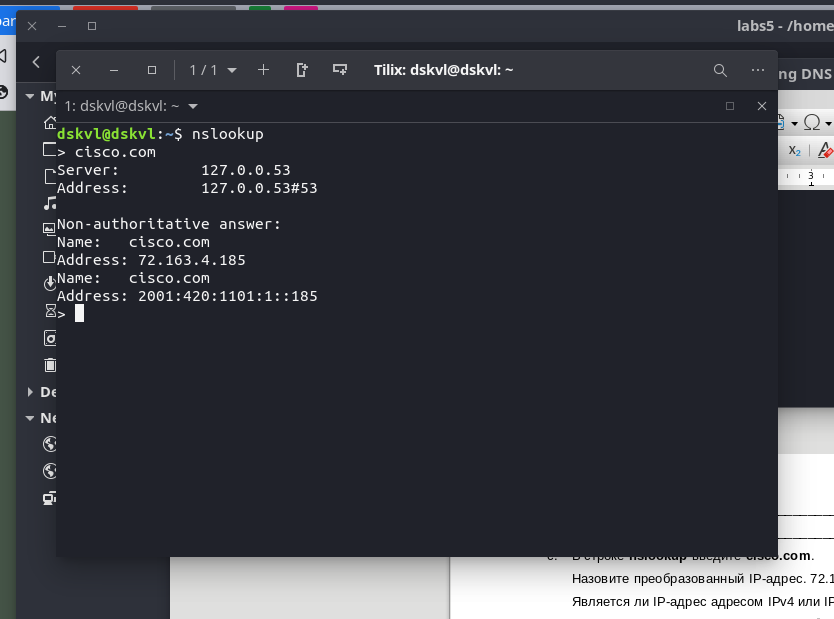 labs5 - /home
1 / 1
Tilix: dskvl@dskvl: ~
ng DNS
1: dskvl@dskvl: ~
dskvl@dskvl:~$ nslookup
> cisco.com
Server:		127.0.0.53
Address:	127.0.0.53#53
Non-authoritative answer:
Name:	cisco.com
Address: 72.163.4.185
Name:	cisco.com
Address: 2001:420:1101:1::185
>
My
De
Ne
X₂
3
В строке nslookup введите cisco.com.
Назовите преобразованный IP-адрес. 72.1
Является ли IP-адрес адресом IPv4 или IP